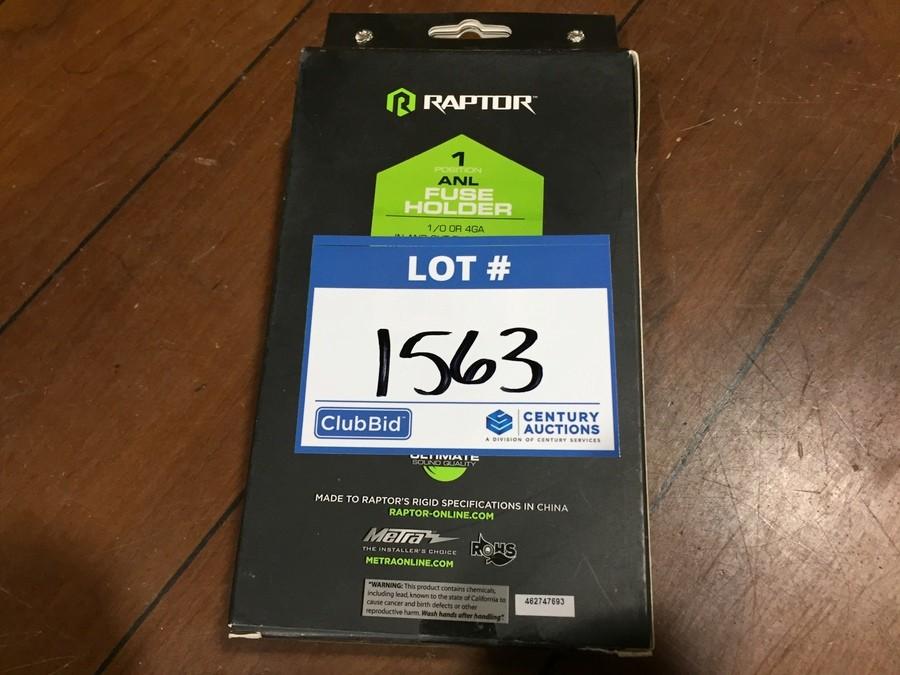 RAPTOR™
1
POSITION
ANL
FUSE
HOLDER
1/0 OR 4GA
LOT #
1563
ClubBid™
CENTURY
AUCTIONS
A DIVISION OF CENTURY SERVICES
ULTIMATE
SOUND QUALITY
MADE TO RAPTOR'S RIGID SPECIFICATIONS IN CHINA
RAPTOR-ONLINE.COM
Metra
THE INSTALLER'S CHOICE
METRAONLINE.COM
ROHS
"WARNING: This product contains chemicals,
including lead, known to the state of California to
cause cancer and birth defects or other
reproductive harm. Wash hands after handling"
462747693